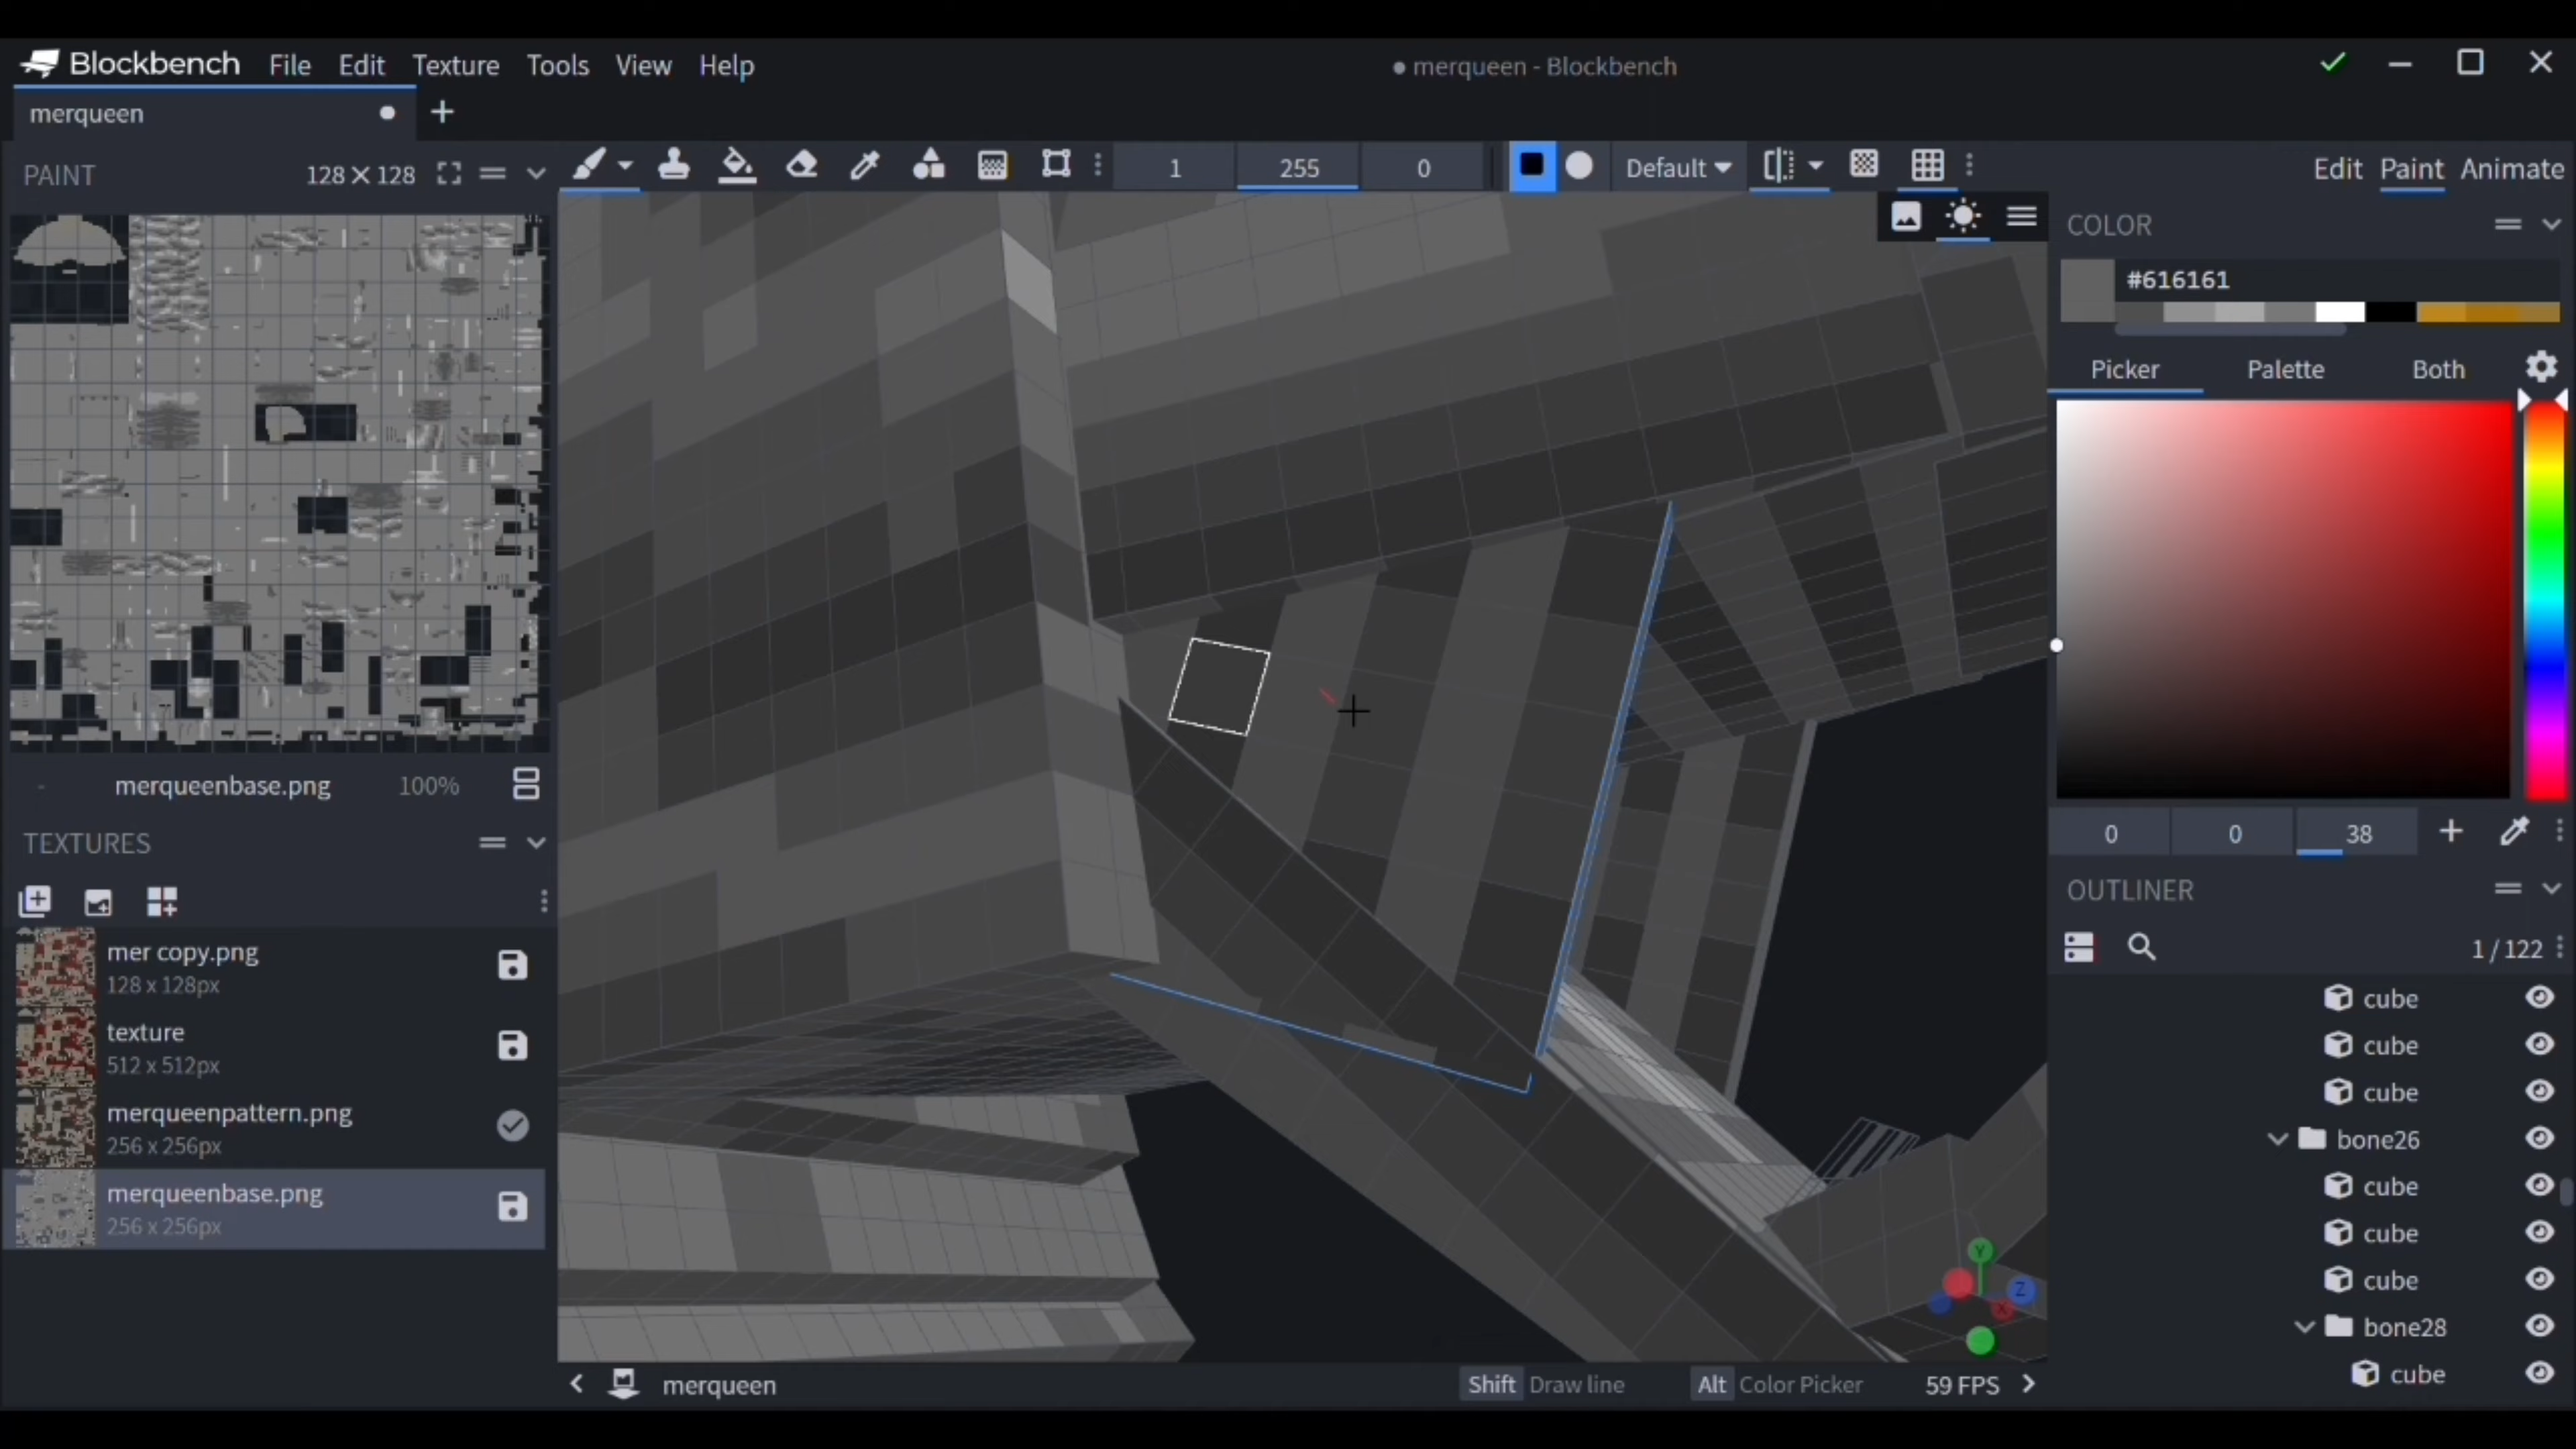 Blockbench File Edit Texture Tools View Help
merqueen - Blockbench
merqueen
PAINT 128 × 128
1 255 0 Default
Edit Paint Animate
COLOR
#616161
Picker Palette Both
0 0 38
merqueenbase.png 100%
TEXTURES
mer copy.png
128 x 128px
texture
512 x 512px
merqueenpattern.png
256 x 256px
merqueenbase.png
256 x 256px
OUTLINER
1 / 122
cube
cube
cube
bone26
cube
cube
cube
bone28
cube
Y
Z
X
merqueen
Shift Draw line Alt Color Picker 59 FPS